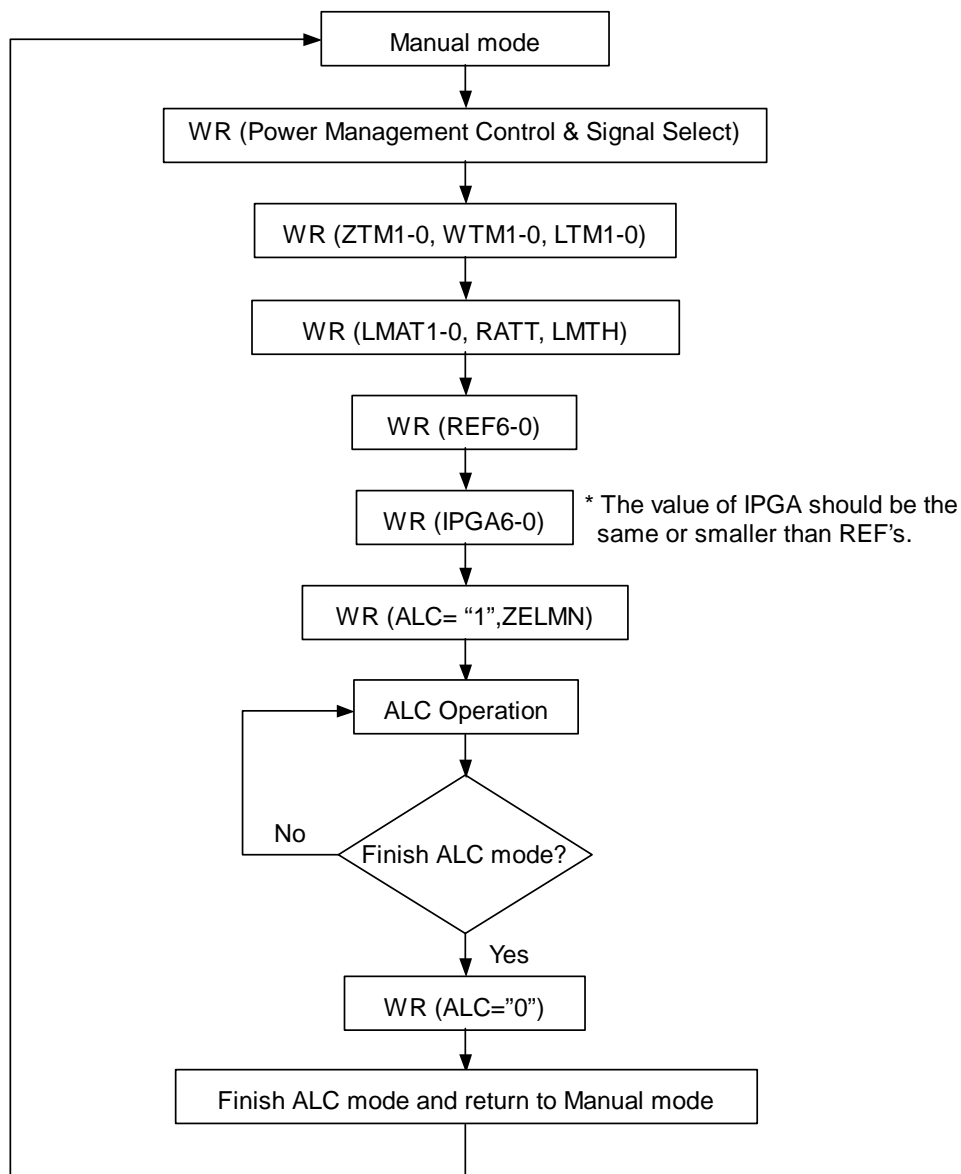 Manual mode
WR (Power Management Control & Signal Select)
WR (ZTM1-0, WTM1-0, LTM1-0)
WR (LMAT1-0, RATT, LMTH)
WR (REF6-0)
WR (IPGA6-0)
* The value of IPGA should be the
same or smaller than REF’s.
WR (ALC= “1”,ZELMN)
ALC Operation
No
Finish ALC mode?
Yes
WR (ALC=”0”)
Finish ALC mode and return to Manual mode